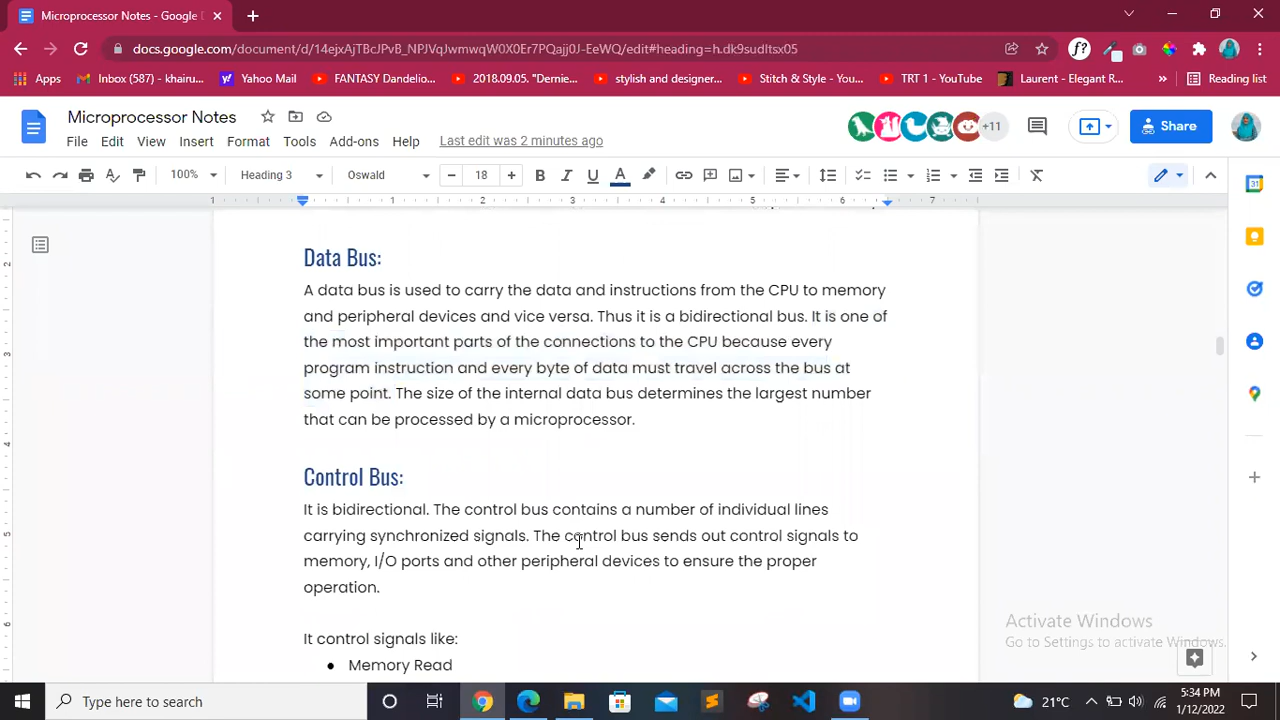 Microprocessor Notes - Google D
docs.google.com/document/d/14ejxAjTBcJPvB_NPJVqJwmwqW0X0Er7PQajj0J-EeWQ/edit#heading=h.dk9sudltsx05
Apps Inbox (587) - khairu... Yahoo Mail FANTASY Dandelio... 2018.09.05. "Dernie... stylish and designer... Stitch & Style - You... TRT 1 - YouTube Laurent - Elegant R... » Reading list
Microprocessor Notes
+11
Share
File Edit View Insert Format Tools Add-ons Help Last edit was 2 minutes ago
100% Heading 3 Oswald 18
1 1 2 3 4 5 6 7
Data Bus:
A data bus is used to carry the data and instructions from the CPU to memory
and peripheral devices and vice versa. Thus it is a bidirectional bus. It is one of
the most important parts of the connections to the CPU because every
program instruction and every byte of data must travel across the bus at
some point. The size of the internal data bus determines the largest number
that can be processed by a microprocessor.
Control Bus:
It is bidirectional. The control bus contains a number of individual lines
carrying synchronized signals. The control bus sends out control signals to
memory, I/O ports and other peripheral devices to ensure the proper
operation.
It control signals like:
● Memory Read
Activate Windows
Go to Settings to activate Windows.
Type here to search
21°C
5:34 PM
1/12/2022